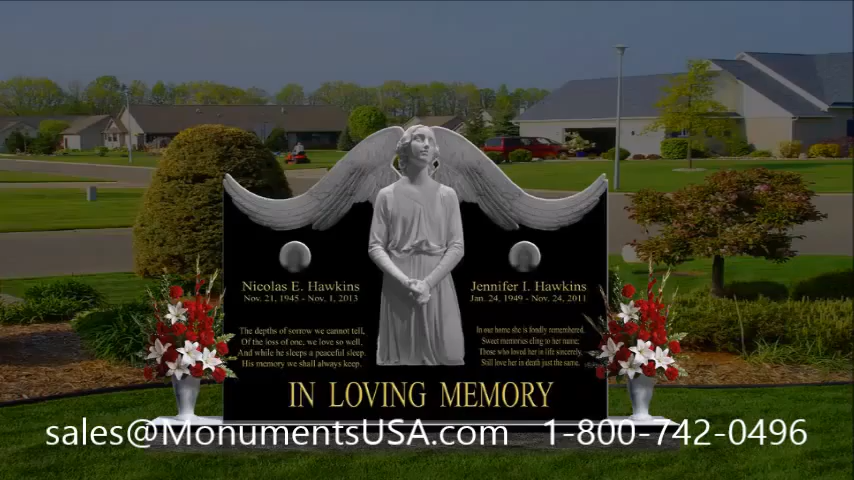 Nicolas E. Hawkins
Nov. 21, 1945 - Nov. 1, 2013
The depths of sorrow we cannot tell,
Of the loss of one, we love so well,
And while he sleeps a peaceful sleep.
His memory we shall always keep.
Jennifer I. Hawkins
Jan. 24, 1949 - Nov. 24, 2011
In our home she is fondly remembered,
Sweet memories cling to her name;
Those who loved her in life sincerely,
Still love her in death just the same.
IN LOVING MEMORY
sales@MonumentsUSA.com 1-800-742-0496